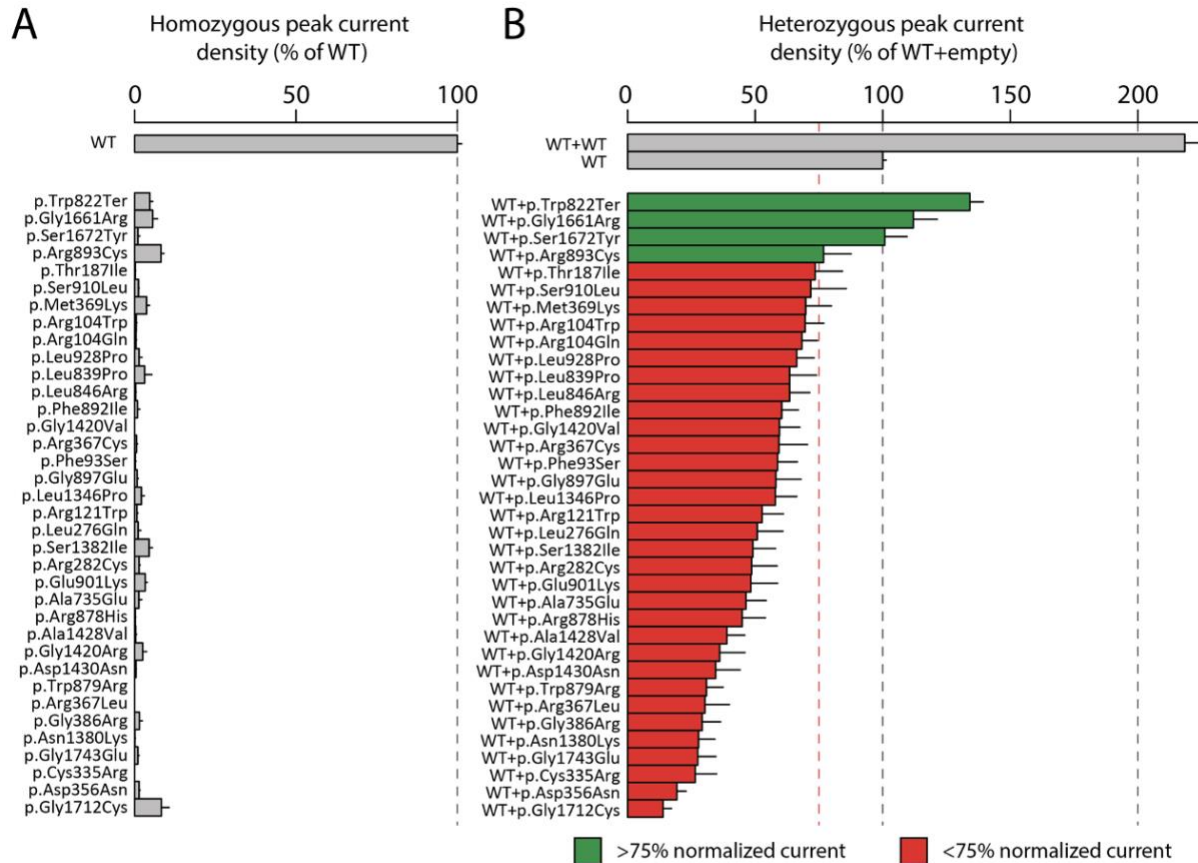 A
Homozygous peak current
density (% of WT)
0 50 100
WT
p.Trp822Ter
p.Gly1661Arg
p.Ser1672Tyr
p.Arg893Cys
p.Thr187Ile
p.Ser910Leu
p.Met369Lys
p.Arg104Trp
p.Arg104Gln
p.Leu928Pro
p.Leu839Pro
p.Leu846Arg
p.Phe892Ile
p.Gly1420Val
p.Arg367Cys
p.Phe93Ser
p.Gly897Glu
p.Leu1346Pro
p.Arg121Trp
p.Leu276Gln
p.Ser1382Ile
p.Arg282Cys
p.Glu901Lys
p.Ala735Glu
p.Arg878His
p.Ala1428Val
p.Gly1420Arg
p.Asp1430Asn
p.Trp879Arg
p.Arg367Leu
p.Gly386Arg
p.Asn1380Lys
p.Gly1743Glu
p.Cys335Arg
p.Asp356Asn
p.Gly1712Cys
B
Heterozygous peak current
density (% of WT+empty)
0 50 100 150 200
WT+WT
WT
WT+p.Trp822Ter
WT+p.Gly1661Arg
WT+p.Ser1672Tyr
WT+p.Arg893Cys
WT+p.Thr187Ile
WT+p.Ser910Leu
WT+p.Met369Lys
WT+p.Arg104Trp
WT+p.Arg104Gln
WT+p.Leu928Pro
WT+p.Leu839Pro
WT+p.Leu846Arg
WT+p.Phe892Ile
WT+p.Gly1420Val
WT+p.Arg367Cys
WT+p.Phe93Ser
WT+p.Gly897Glu
WT+p.Leu1346Pro
WT+p.Arg121Trp
WT+p.Leu276Gln
WT+p.Ser1382Ile
WT+p.Arg282Cys
WT+p.Glu901Lys
WT+p.Ala735Glu
WT+p.Arg878His
WT+p.Ala1428Val
WT+p.Gly1420Arg
WT+p.Asp1430Asn
WT+p.Trp879Arg
WT+p.Arg367Leu
WT+p.Gly386Arg
WT+p.Asn1380Lys
WT+p.Gly1743Glu
WT+p.Cys335Arg
WT+p.Asp356Asn
WT+p.Gly1712Cys
>75% normalized current
<75% normalized current